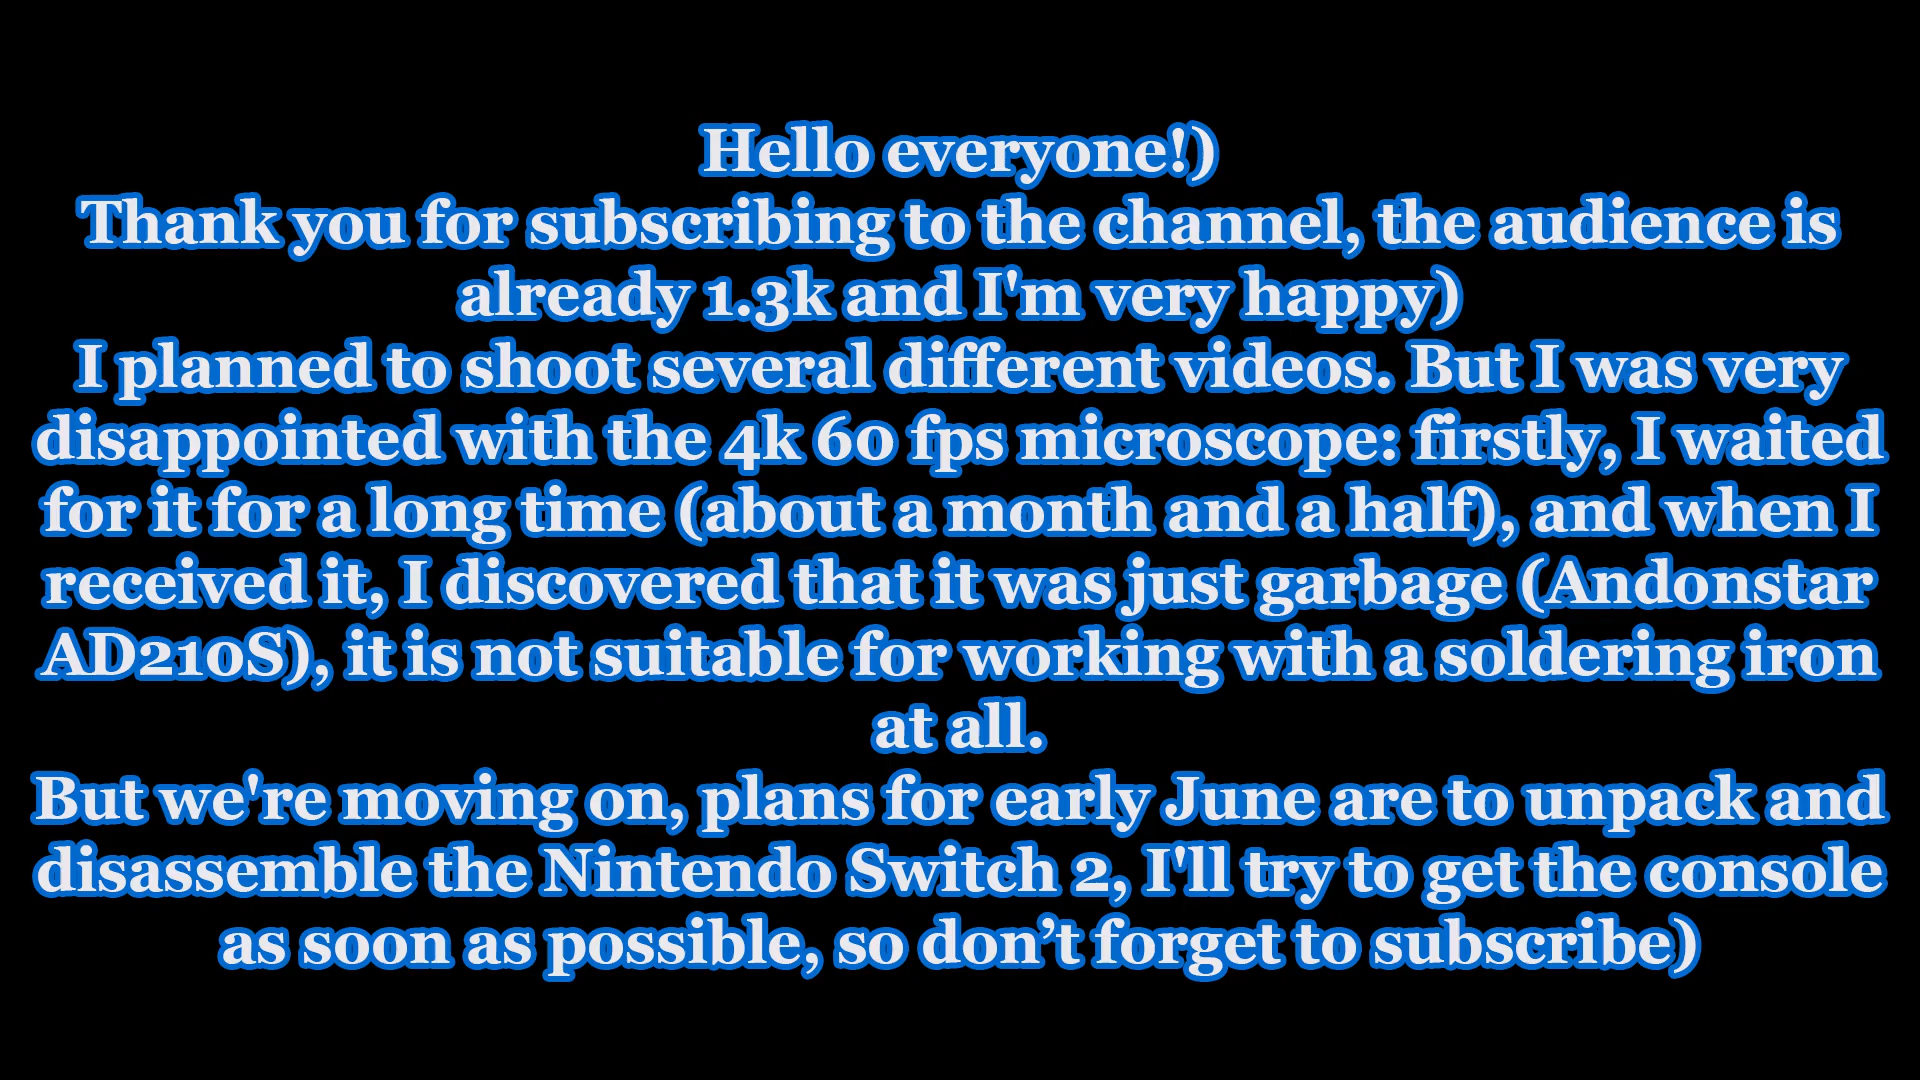 Hello everyone!)
Thank you for subscribing to the channel, the audience is
already 1.3k and I'm very happy)
I planned to shoot several different videos. But I was very
disappointed with the 4k 60 fps microscope: firstly, I waited
for it for a long time (about a month and a half), and when I
received it, I discovered that it was just garbage (Andonstar
AD210S), it is not suitable for working with a soldering iron
at all.
But we're moving on, plans for early June are to unpack and
disassemble the Nintendo Switch 2, I'll try to get the console
as soon as possible, so don’t forget to subscribe)